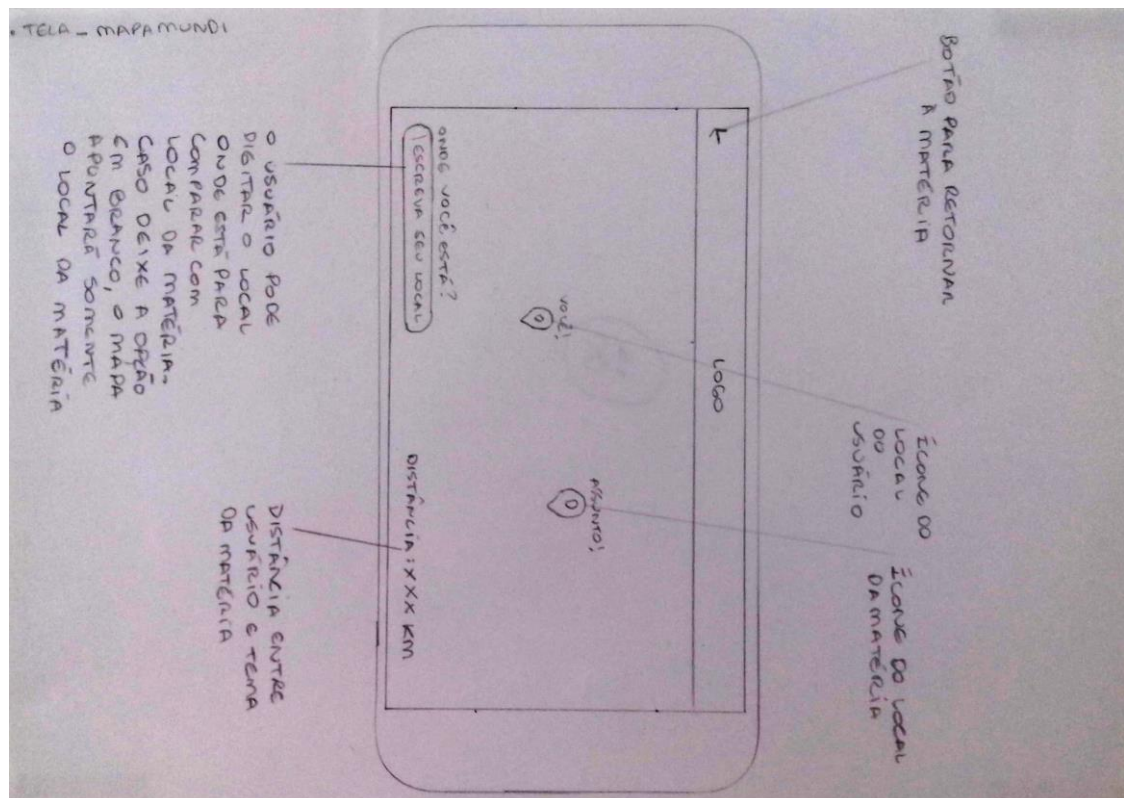 . TELA - MAPAMUNDI
BOTÃO PARA RETORNAR
À MATÉRIA
ÍCONE DO
LOCAL
DO
USUÁRIO
ÍCONE DO LOCAL
DA MATÉRIA
LOGO
VOCÊ!
ASSUNTO!
ONDE VOCÊ ESTÁ?
ESCREVA SEU LOCAL
DISTÂNCIA: XXX KM
O USUÁRIO PODE
DIGITAR O LOCAL
ONDE ESTÁ PARA
COMPARAR COM
LOCAL DA MATÉRIA.
CASO DEIXE A OPÇÃO
EM BRANCO, O MAPA
APONTARÁ SOMENTE
O LOCAL DA MATÉRIA
DISTÂNCIA ENTRE
USUÁRIO E TEMA
DA MATÉRIA